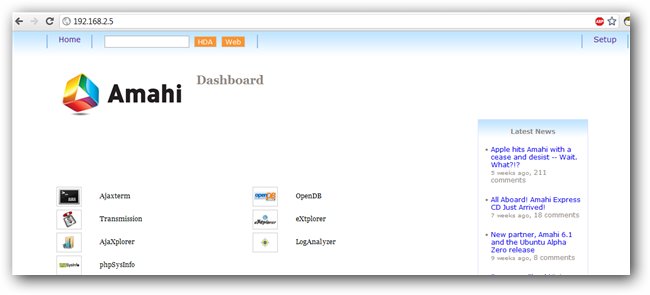 192.168.2.5
ABP
Home
HDA
Web
Setup
Amahi
Dashboard
Latest News
Apple hits Amahi with a
cease and desist -- Wait.
What?!?
5 weeks ago, 211
comments
All Aboard! Amahi Express
CD Just Arrived!
7 weeks ago, 18 comments
New partner, Amahi 6.1
and the Ubuntu Alpha
Zero release
9 weeks ago, 8 comments
Ajaxterm
OpenDB
openDB
Transmission
eXtplorer
eXtplorer
AjaXplorer
LogAnalyzer
phpSysInfo